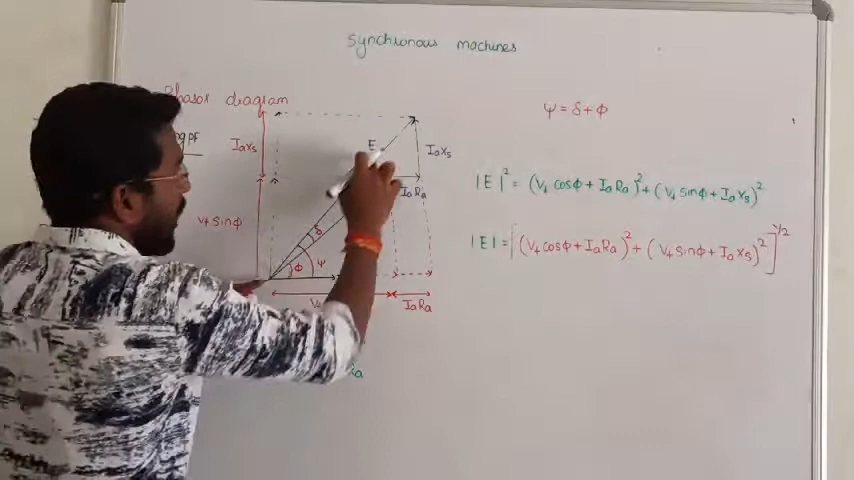 Synchronous machines
Phasor diagram
ψ = δ + φ
E
IaXs
IaXs
IaRa
Vt sinφ
δ
φ
ψ
IaRa
|E|² = (Vt cosφ + IaRa)² + (Vt sinφ + IaXs)²
|E| = [(Vt cosφ + IaRa)² + (Vt sinφ + IaXs)²]^1/2